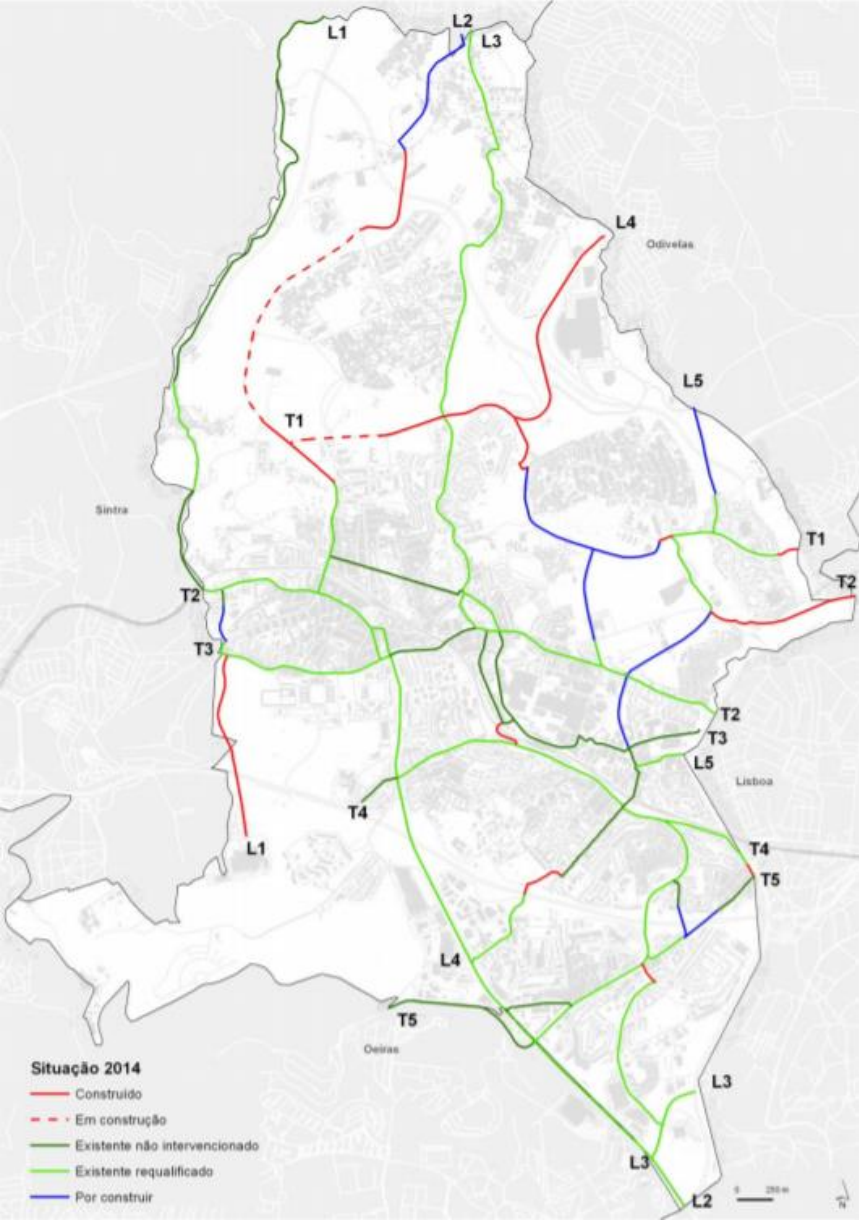 L1
L2
L3
L4
Odivelas
L5
T1
Sintra
T1
T2
T2
T3
T2
T3
L5
Lisboa
T4
L1
T4
T5
L4
T5
Oeiras
Situação 2014
Construído
Em construção
Existente não intervencionado
Existente requalificado
Por construir
L3
L3
L2
0 250 m
N